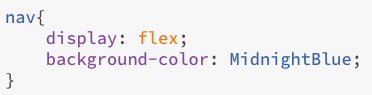 nav{
    display: flex;
    background-color: MidnightBlue;
}